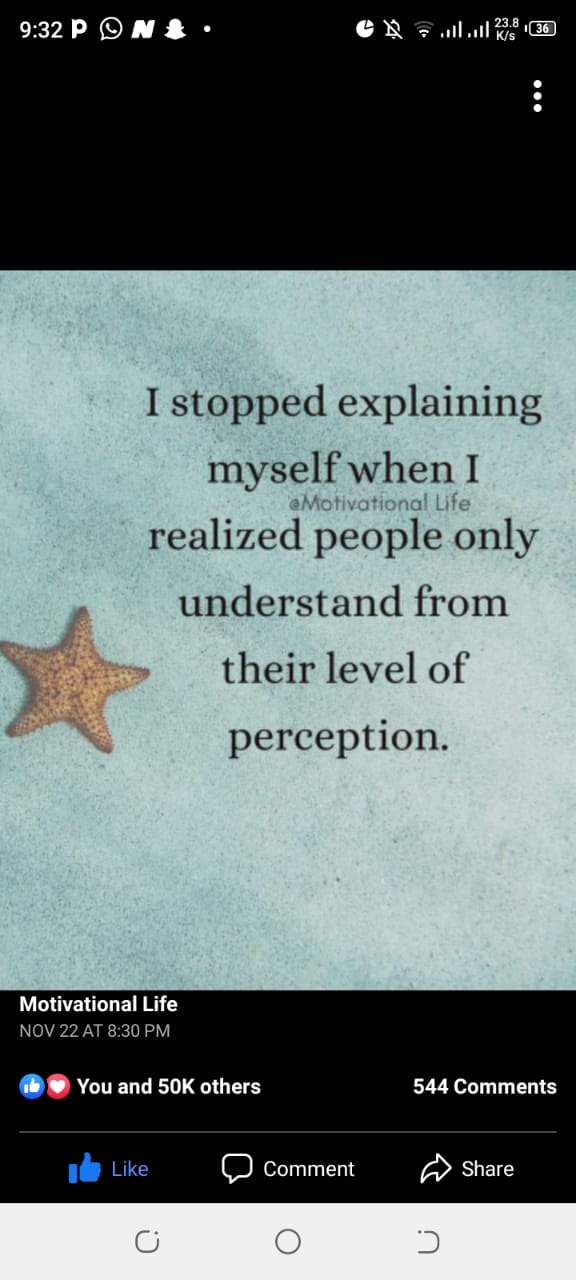 9:32
23.8
K/s
36
I stopped explaining
myself when I
@Motivational Life
realized people only
understand from
their level of
perception.
Motivational Life
NOV 22 AT 8:30 PM
You and 50K others
544 Comments
Like
Comment
Share